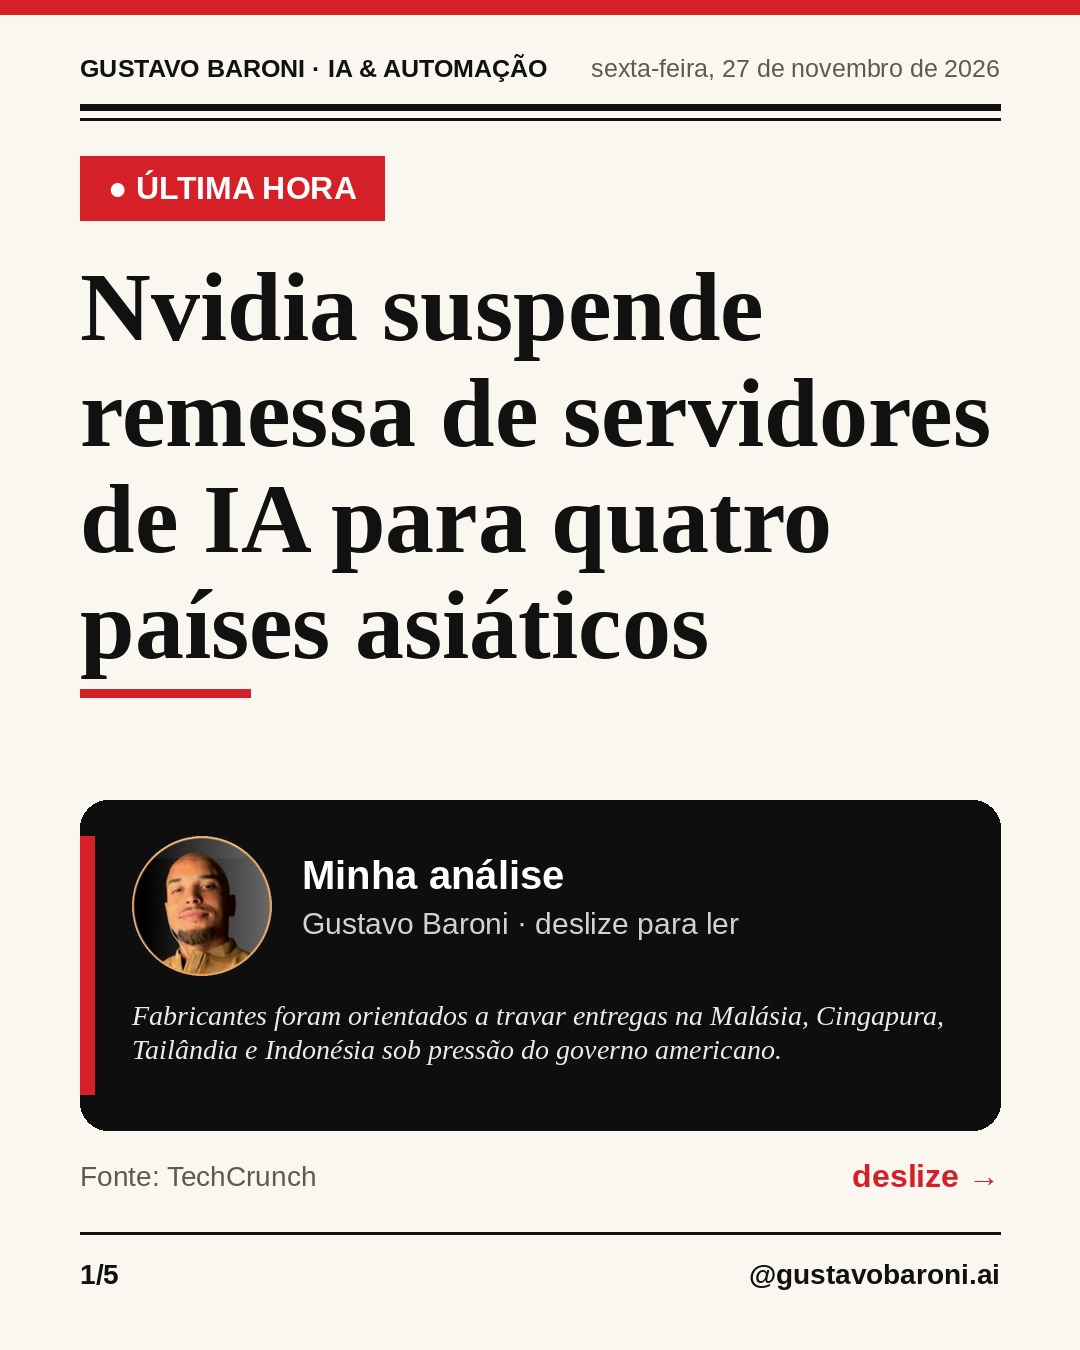 GUSTAVO BARONI · IA & AUTOMAÇÃO
sexta-feira, 27 de novembro de 2026
● ÚLTIMA HORA
Nvidia suspende
remessa de servidores
de IA para quatro
países asiáticos
Minha análise
Gustavo Baroni · deslize para ler
Fabricantes foram orientados a travar entregas na Malásia, Cingapura,
Tailândia e Indonésia sob pressão do governo americano.
Fonte: TechCrunch
deslize →
1/5
@gustavobaroni.ai